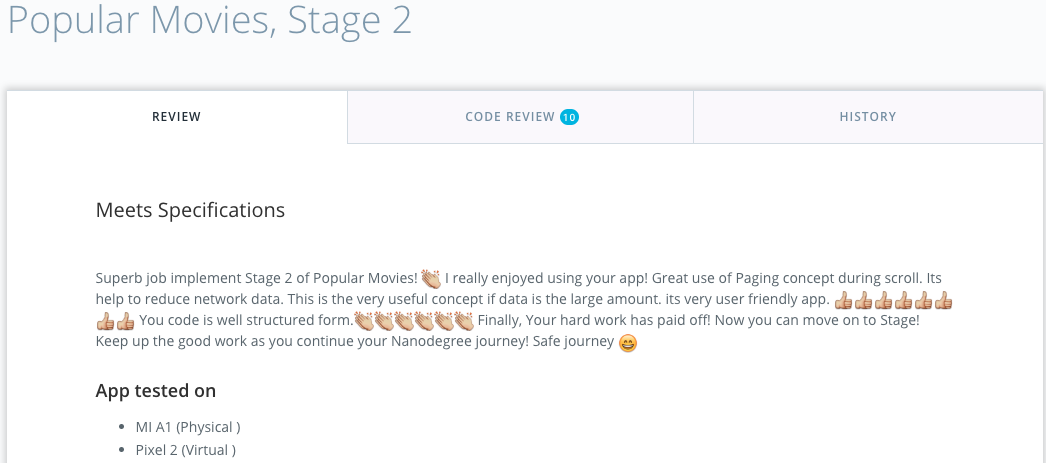 Popular Movies, Stage 2
REVIEW
CODE REVIEW 10
HISTORY
Meets Specifications
Superb job implement Stage 2 of Popular Movies! 👏 I really enjoyed using your app! Great use of Paging concept during scroll. Its
help to reduce network data. This is the very useful concept if data is the large amount. its very user friendly app. 👍👍👍👍👍👍
👍👍 You code is well structured form.👏👏👏👏👏👏 Finally, Your hard work has paid off! Now you can move on to Stage!
Keep up the good work as you continue your Nanodegree journey! Safe journey 😄
App tested on
• MI A1 (Physical )
• Pixel 2 (Virtual )